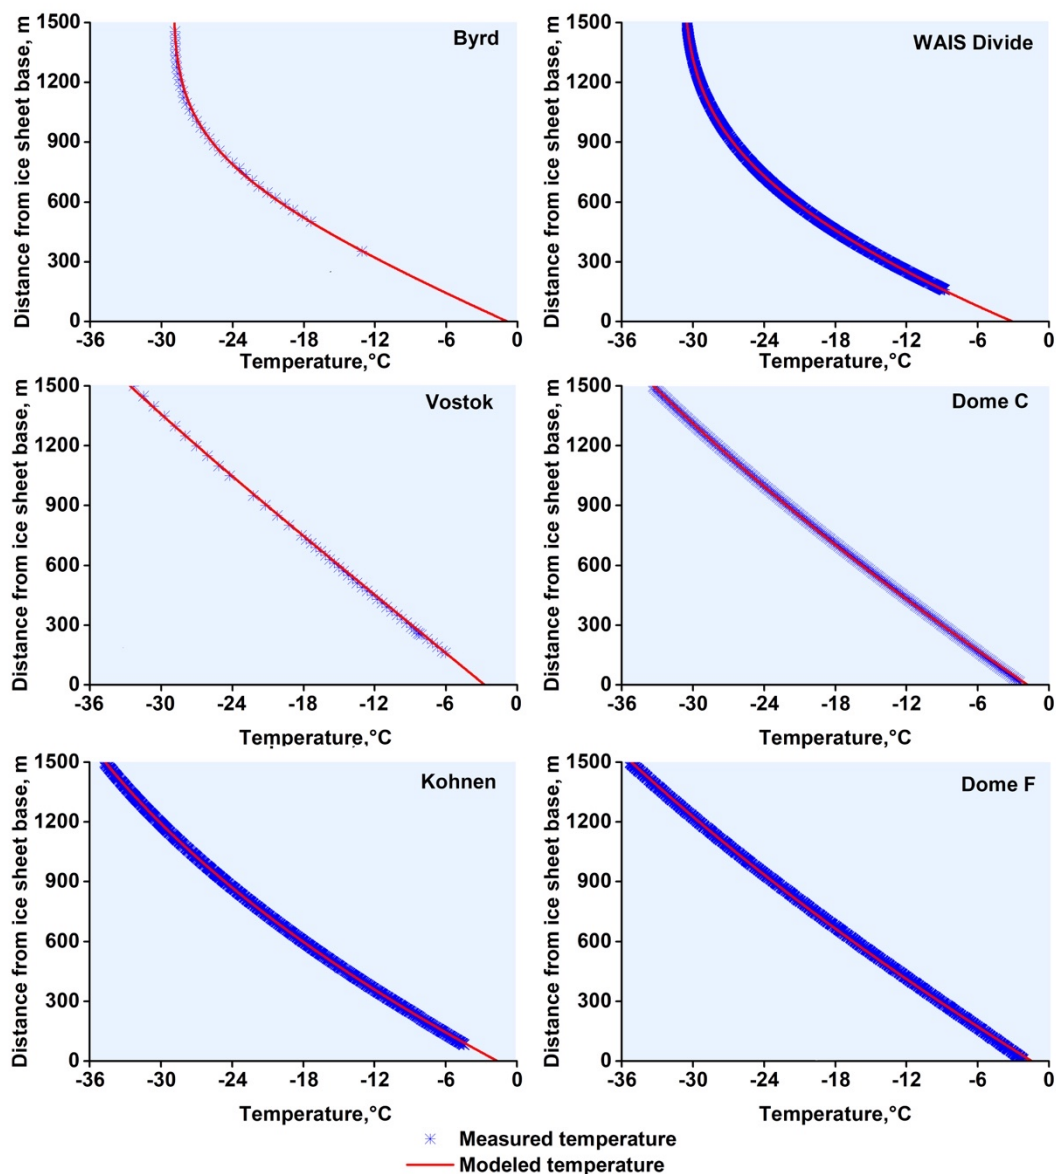 Distance from ice sheet base, m
1500
1200
900
600
300
0
Byrd
-36 -30 -24 -18 -12 -6 0
Temperature,°C
Distance from ice sheet base, m
1500
1200
900
600
300
0
WAIS Divide
-36 -30 -24 -18 -12 -6 0
Temperature,°C
Distance from ice sheet base, m
1500
1200
900
600
300
0
Vostok
-36 -30 -24 -18 -12 -6 0
Temperature,°C
Distance from ice sheet base, m
1500
1200
900
600
300
0
Dome C
-36 -30 -24 -18 -12 -6 0
Temperature,°C
Distance from ice sheet base, m
1500
1200
900
600
300
0
Kohnen
-36 -30 -24 -18 -12 -6 0
Temperature,°C
Distance from ice sheet base, m
1500
1200
900
600
300
0
Dome F
-36 -30 -24 -18 -12 -6 0
Temperature,°C
Measured temperature
Modeled temperature